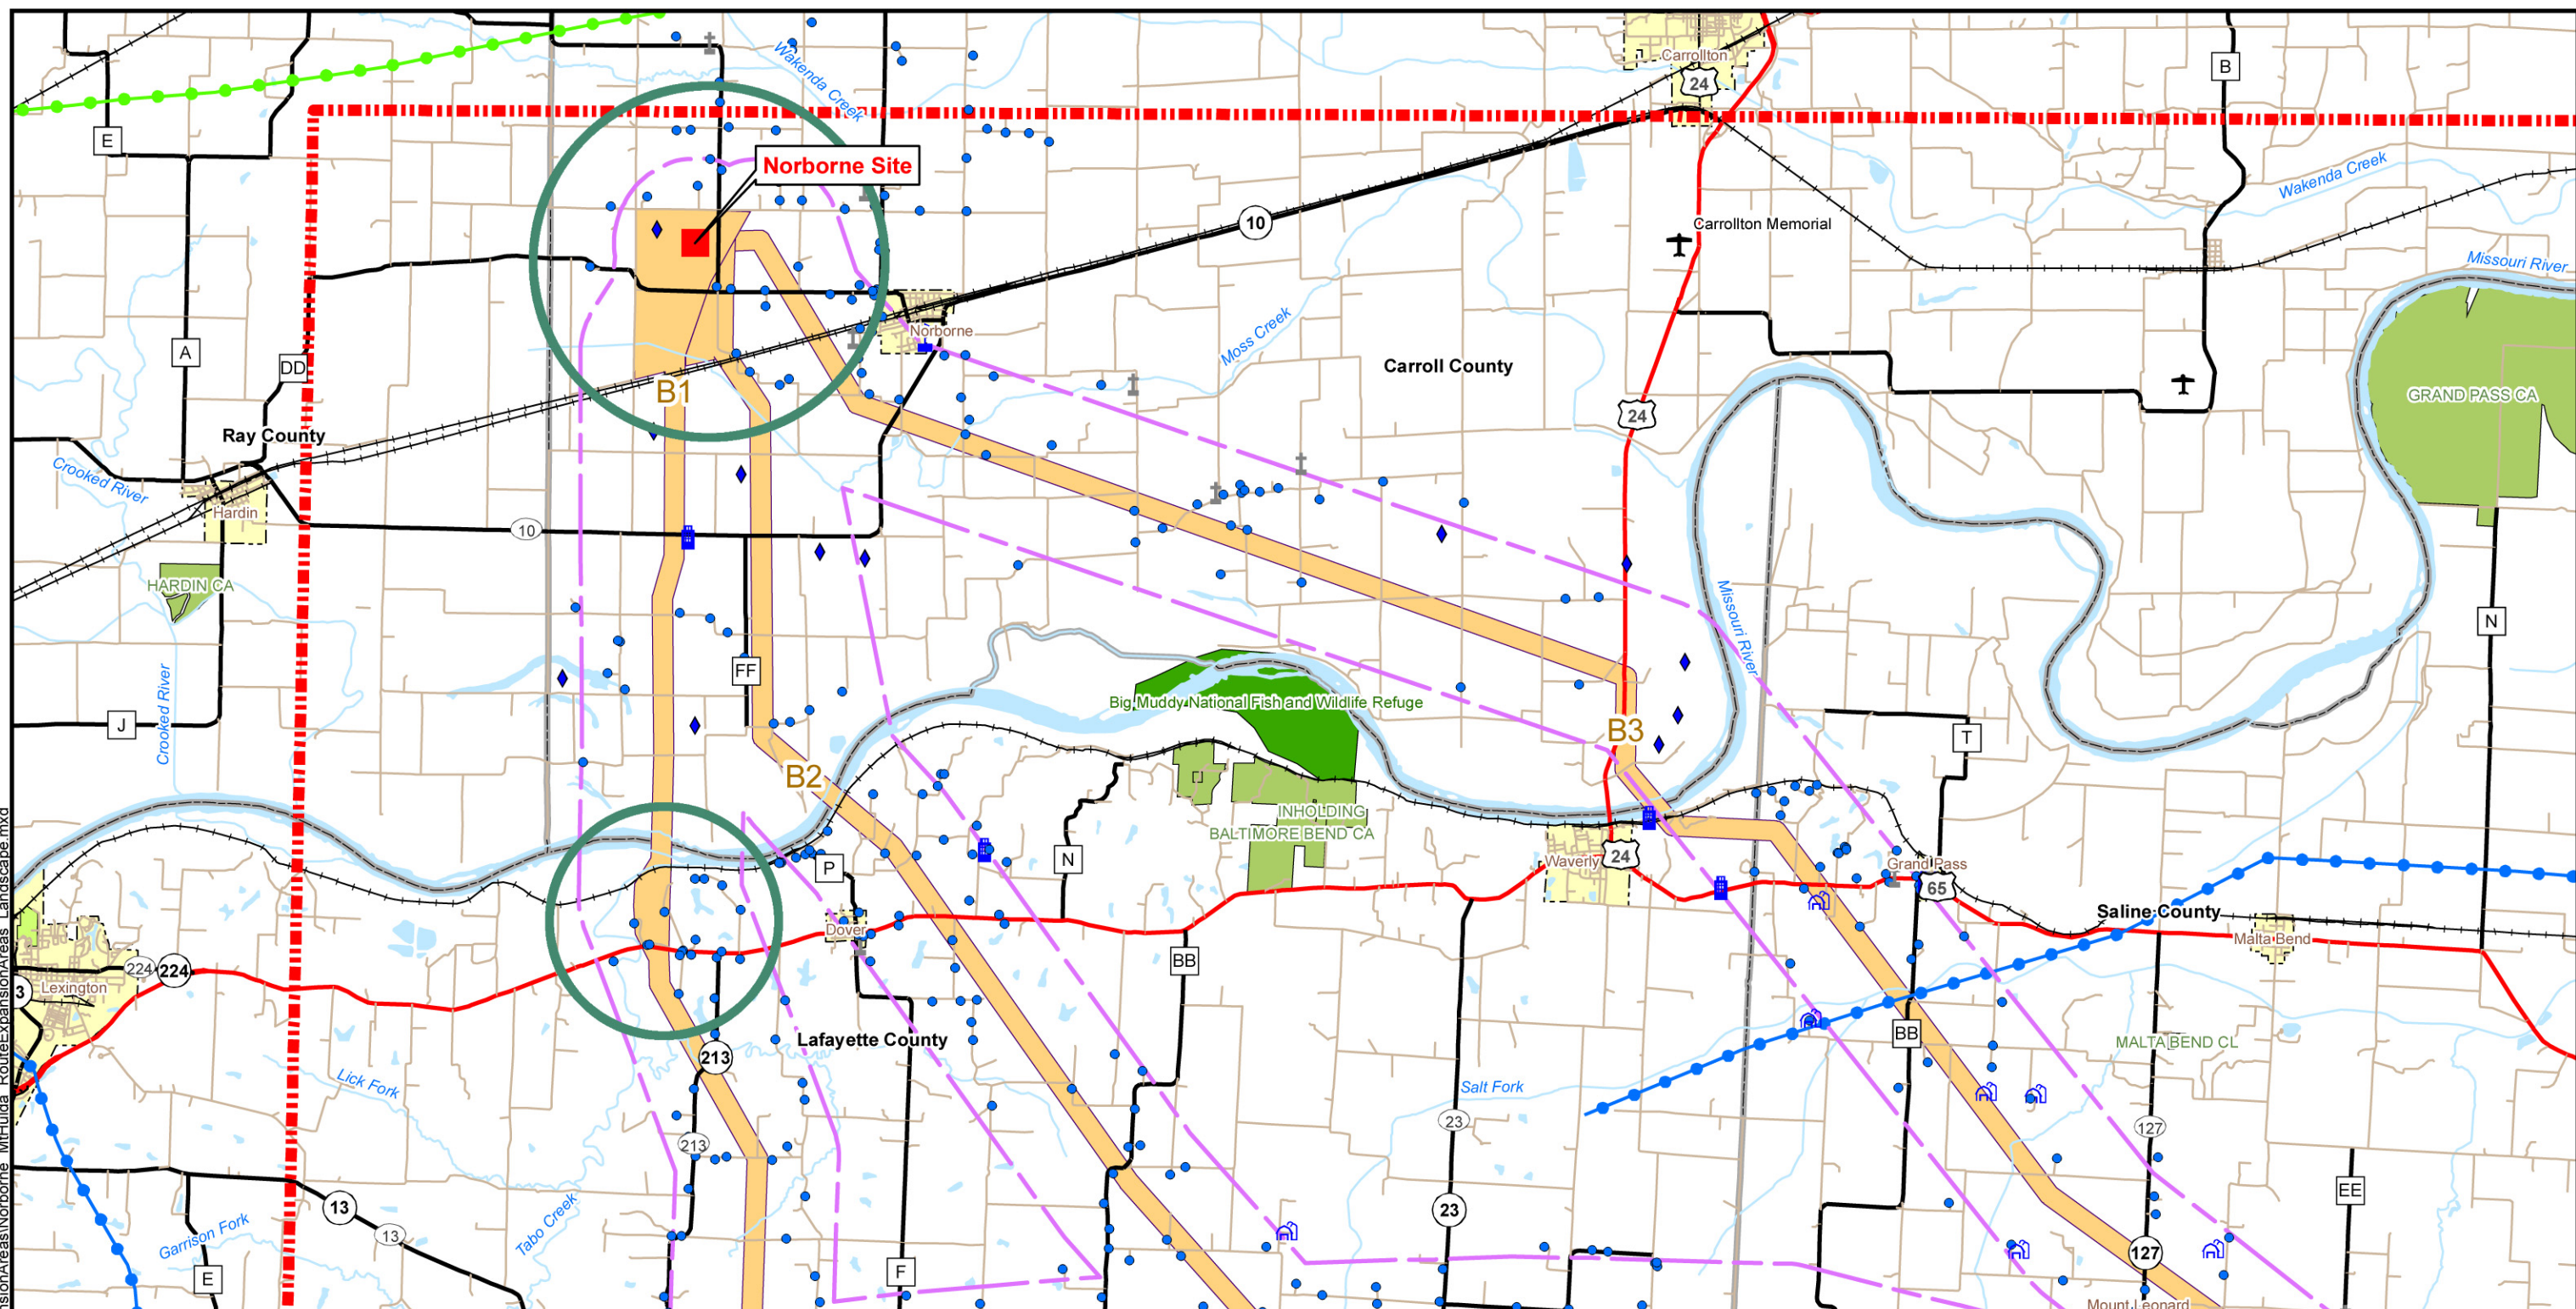 Wakenda Creek
Carrollton
24
B
E
Norborne Site
Wakenda Creek
10
Carrollton Memorial
Missouri River
Norborne
Moss Creek
A
DD
Carroll County
B1
24
GRAND PASS CA
Ray County
Crooked River
Hardin
10
HARDIN CA
Missouri River
N
FF
Crooked River
Big Muddy National Fish and Wildlife Refuge
J
B3
T
B2
INHOLDING
BALTIMORE BEND CA
P
N
Waverly
24
Grand Pass
65
Dover
Saline County
Malta Bend
224
224
BB
Lexington
3
Lafayette County
BB
MALTA BEND CL
213
Lick Fork
Salt Fork
23
127
213
13
EE
23
Tabo Creek
Garrison Fork
13
127
E
F
Mount Leonard
nsionAreas\Norborne_MtHulda_RouteExpansionAreas_Landscape.mxd